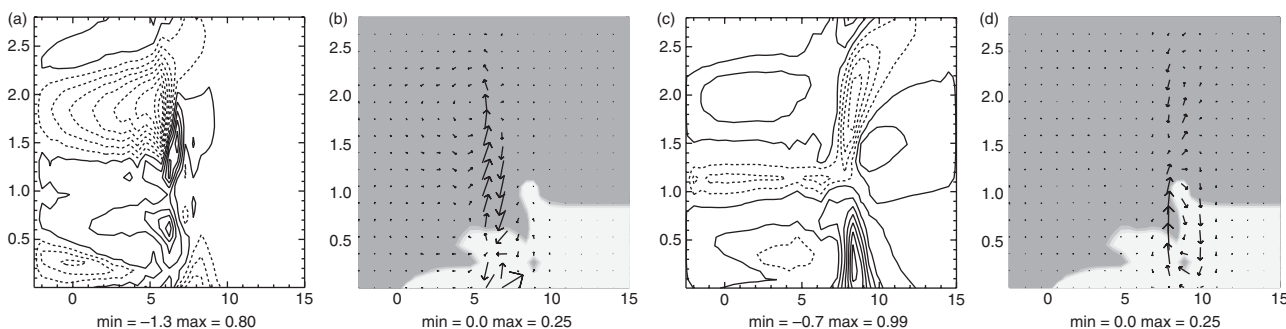 (a) (b) (c) (d)
2.5 2.5 2.5 2.5
2.0 2.0 2.0 2.0
1.5 1.5 1.5 1.5
1.0 1.0 1.0 1.0
0.5 0.5 0.5 0.5
0 5 10 15 0 5 10 15 0 5 10 15 0 5 10 15
min = −1.3 max = 0.80 min = 0.0 max = 0.25 min = −0.7 max = 0.99 min = 0.0 max = 0.25